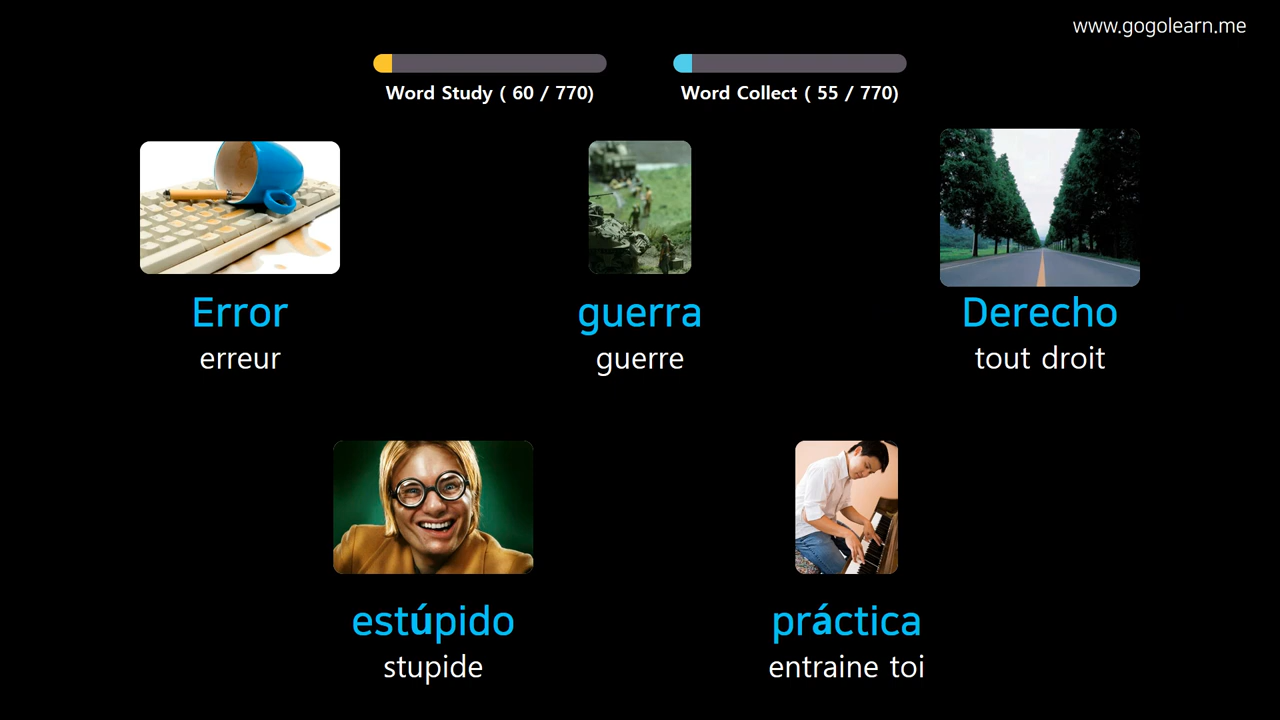 www.gogolearn.me
Word Study ( 60 / 770)
Word Collect ( 55 / 770)
Error
erreur
guerra
guerre
Derecho
tout droit
estúpido
stupide
práctica
entraine toi